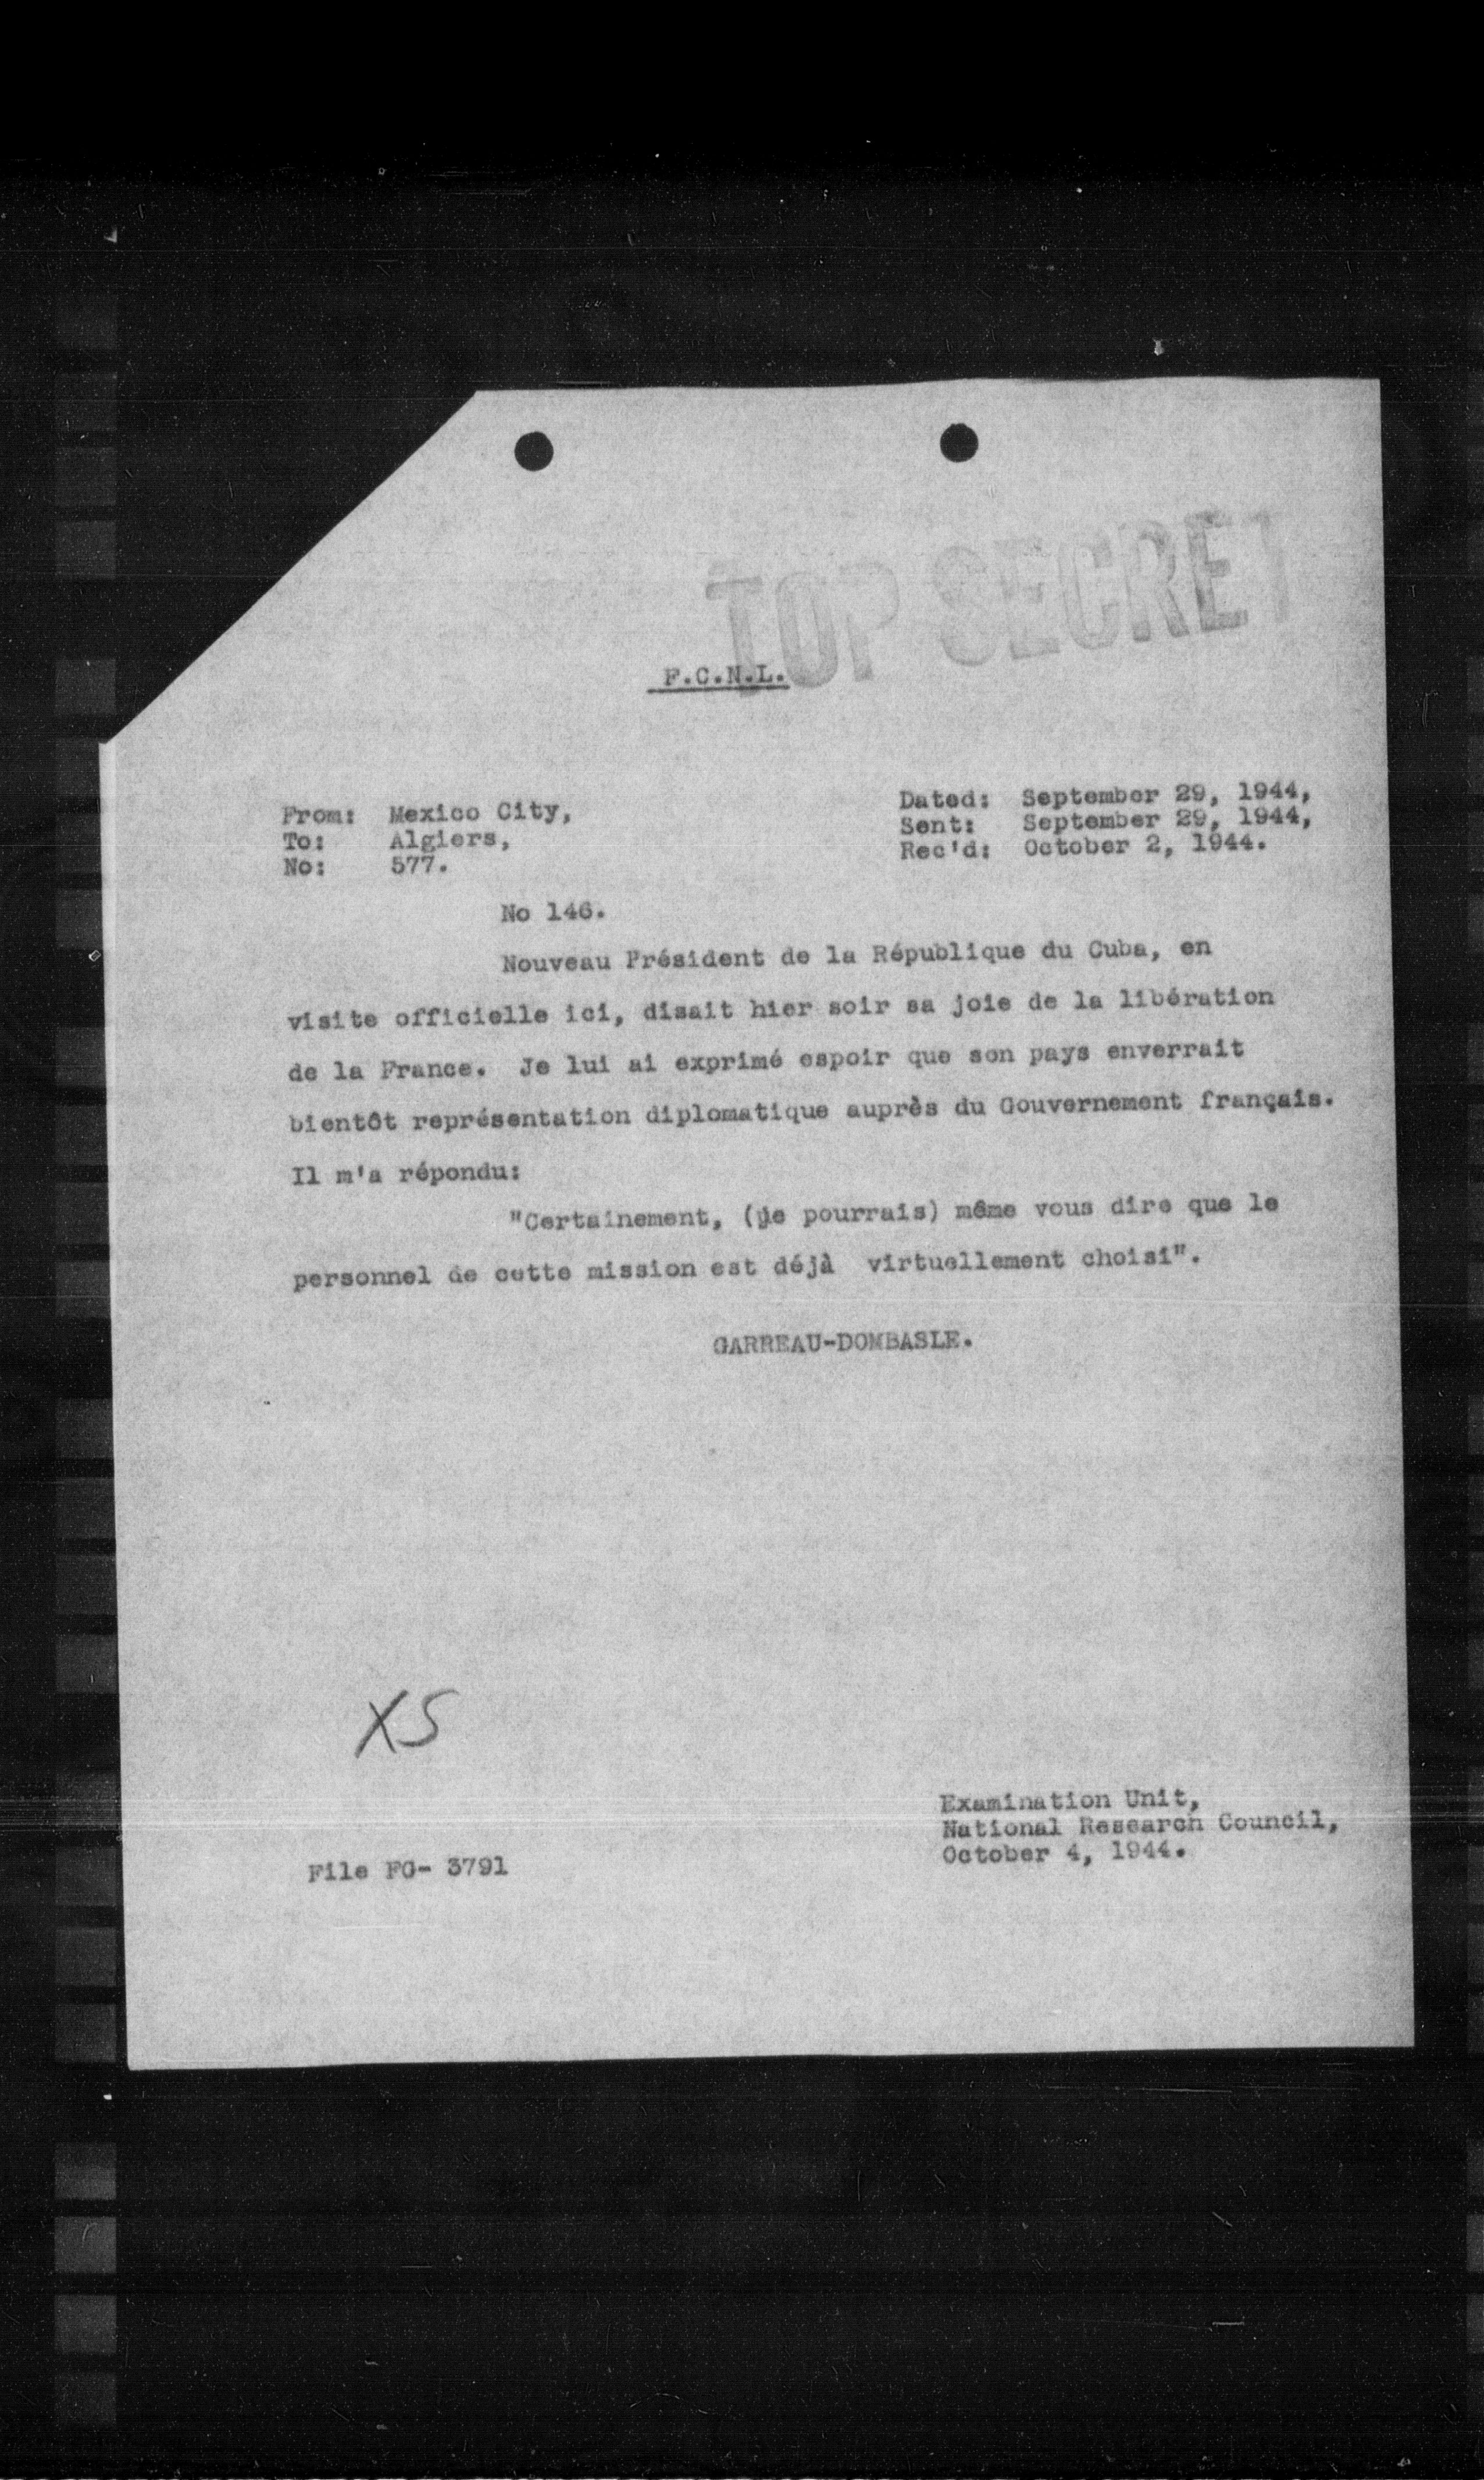 TOP SECRET
F.C.N.L.
From: Mexico City,
To: Algiers,
No: 577.
Dated: September 29, 1944,
Sent: September 29, 1944,
Rec'd: October 2, 1944.
No 146.
Nouveau Président de la République du Cuba, en
visite officielle ici, disait hier soir sa joie de la libération
de la France. Je lui ai exprimé espoir que son pays enverrait
bientôt représentation diplomatique auprès du Gouvernement français.
Il m'a répondu:
"Certainement, (je pourrais) même vous dire que le
personnel de cette mission est déjà virtuellement choisi".
GARREAU-DOMBASLE.
XS
Examination Unit,
National Research Council,
October 4, 1944.
File FG- 3791